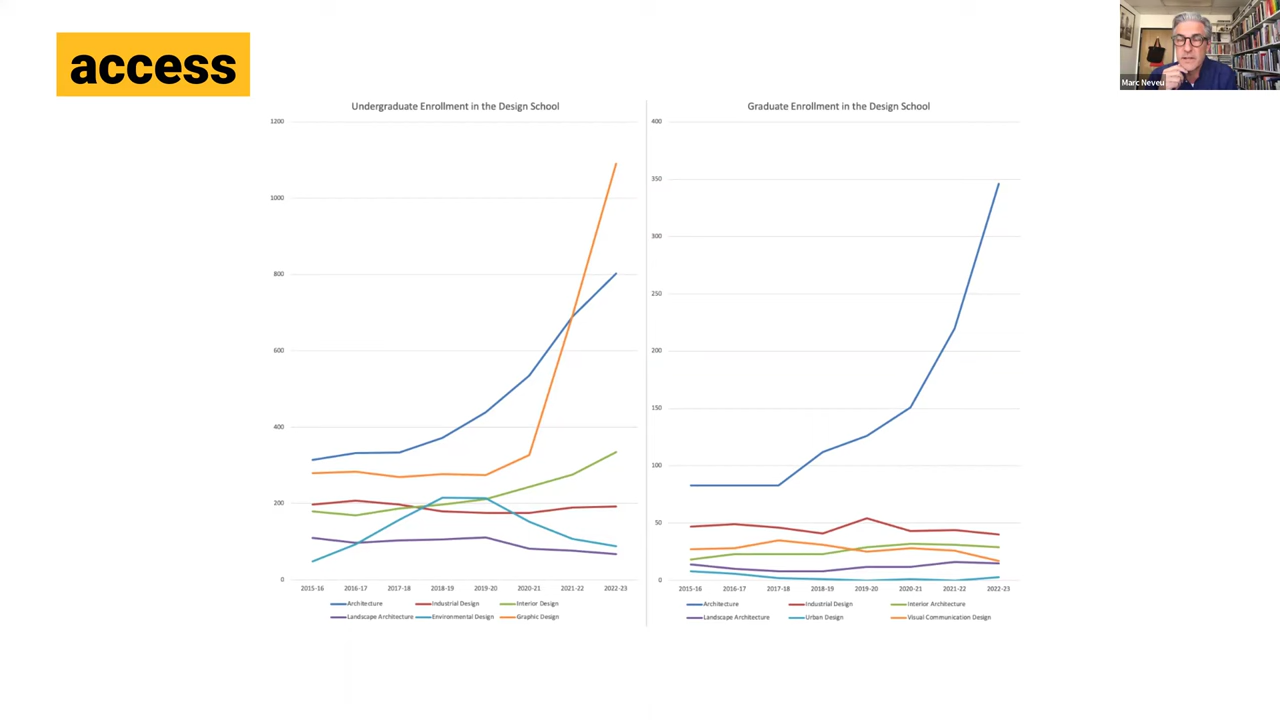 access
Marc Neveu
Undergraduate Enrollment in the Design School
1200
1000
800
600
400
200
0
2015-16 2016-17 2017-18 2018-19 2019-20 2020-21 2021-22 2022-23
Architecture Industrial Design Interior Design
Landscape Architecture Environmental Design Graphic Design
Graduate Enrollment in the Design School
400
350
300
250
200
150
100
50
0
2015-16 2016-17 2017-18 2018-19 2019-20 2020-21 2021-22 2022-23
Architecture Industrial Design Interior Architecture
Landscape Architecture Urban Design Visual Communication Design